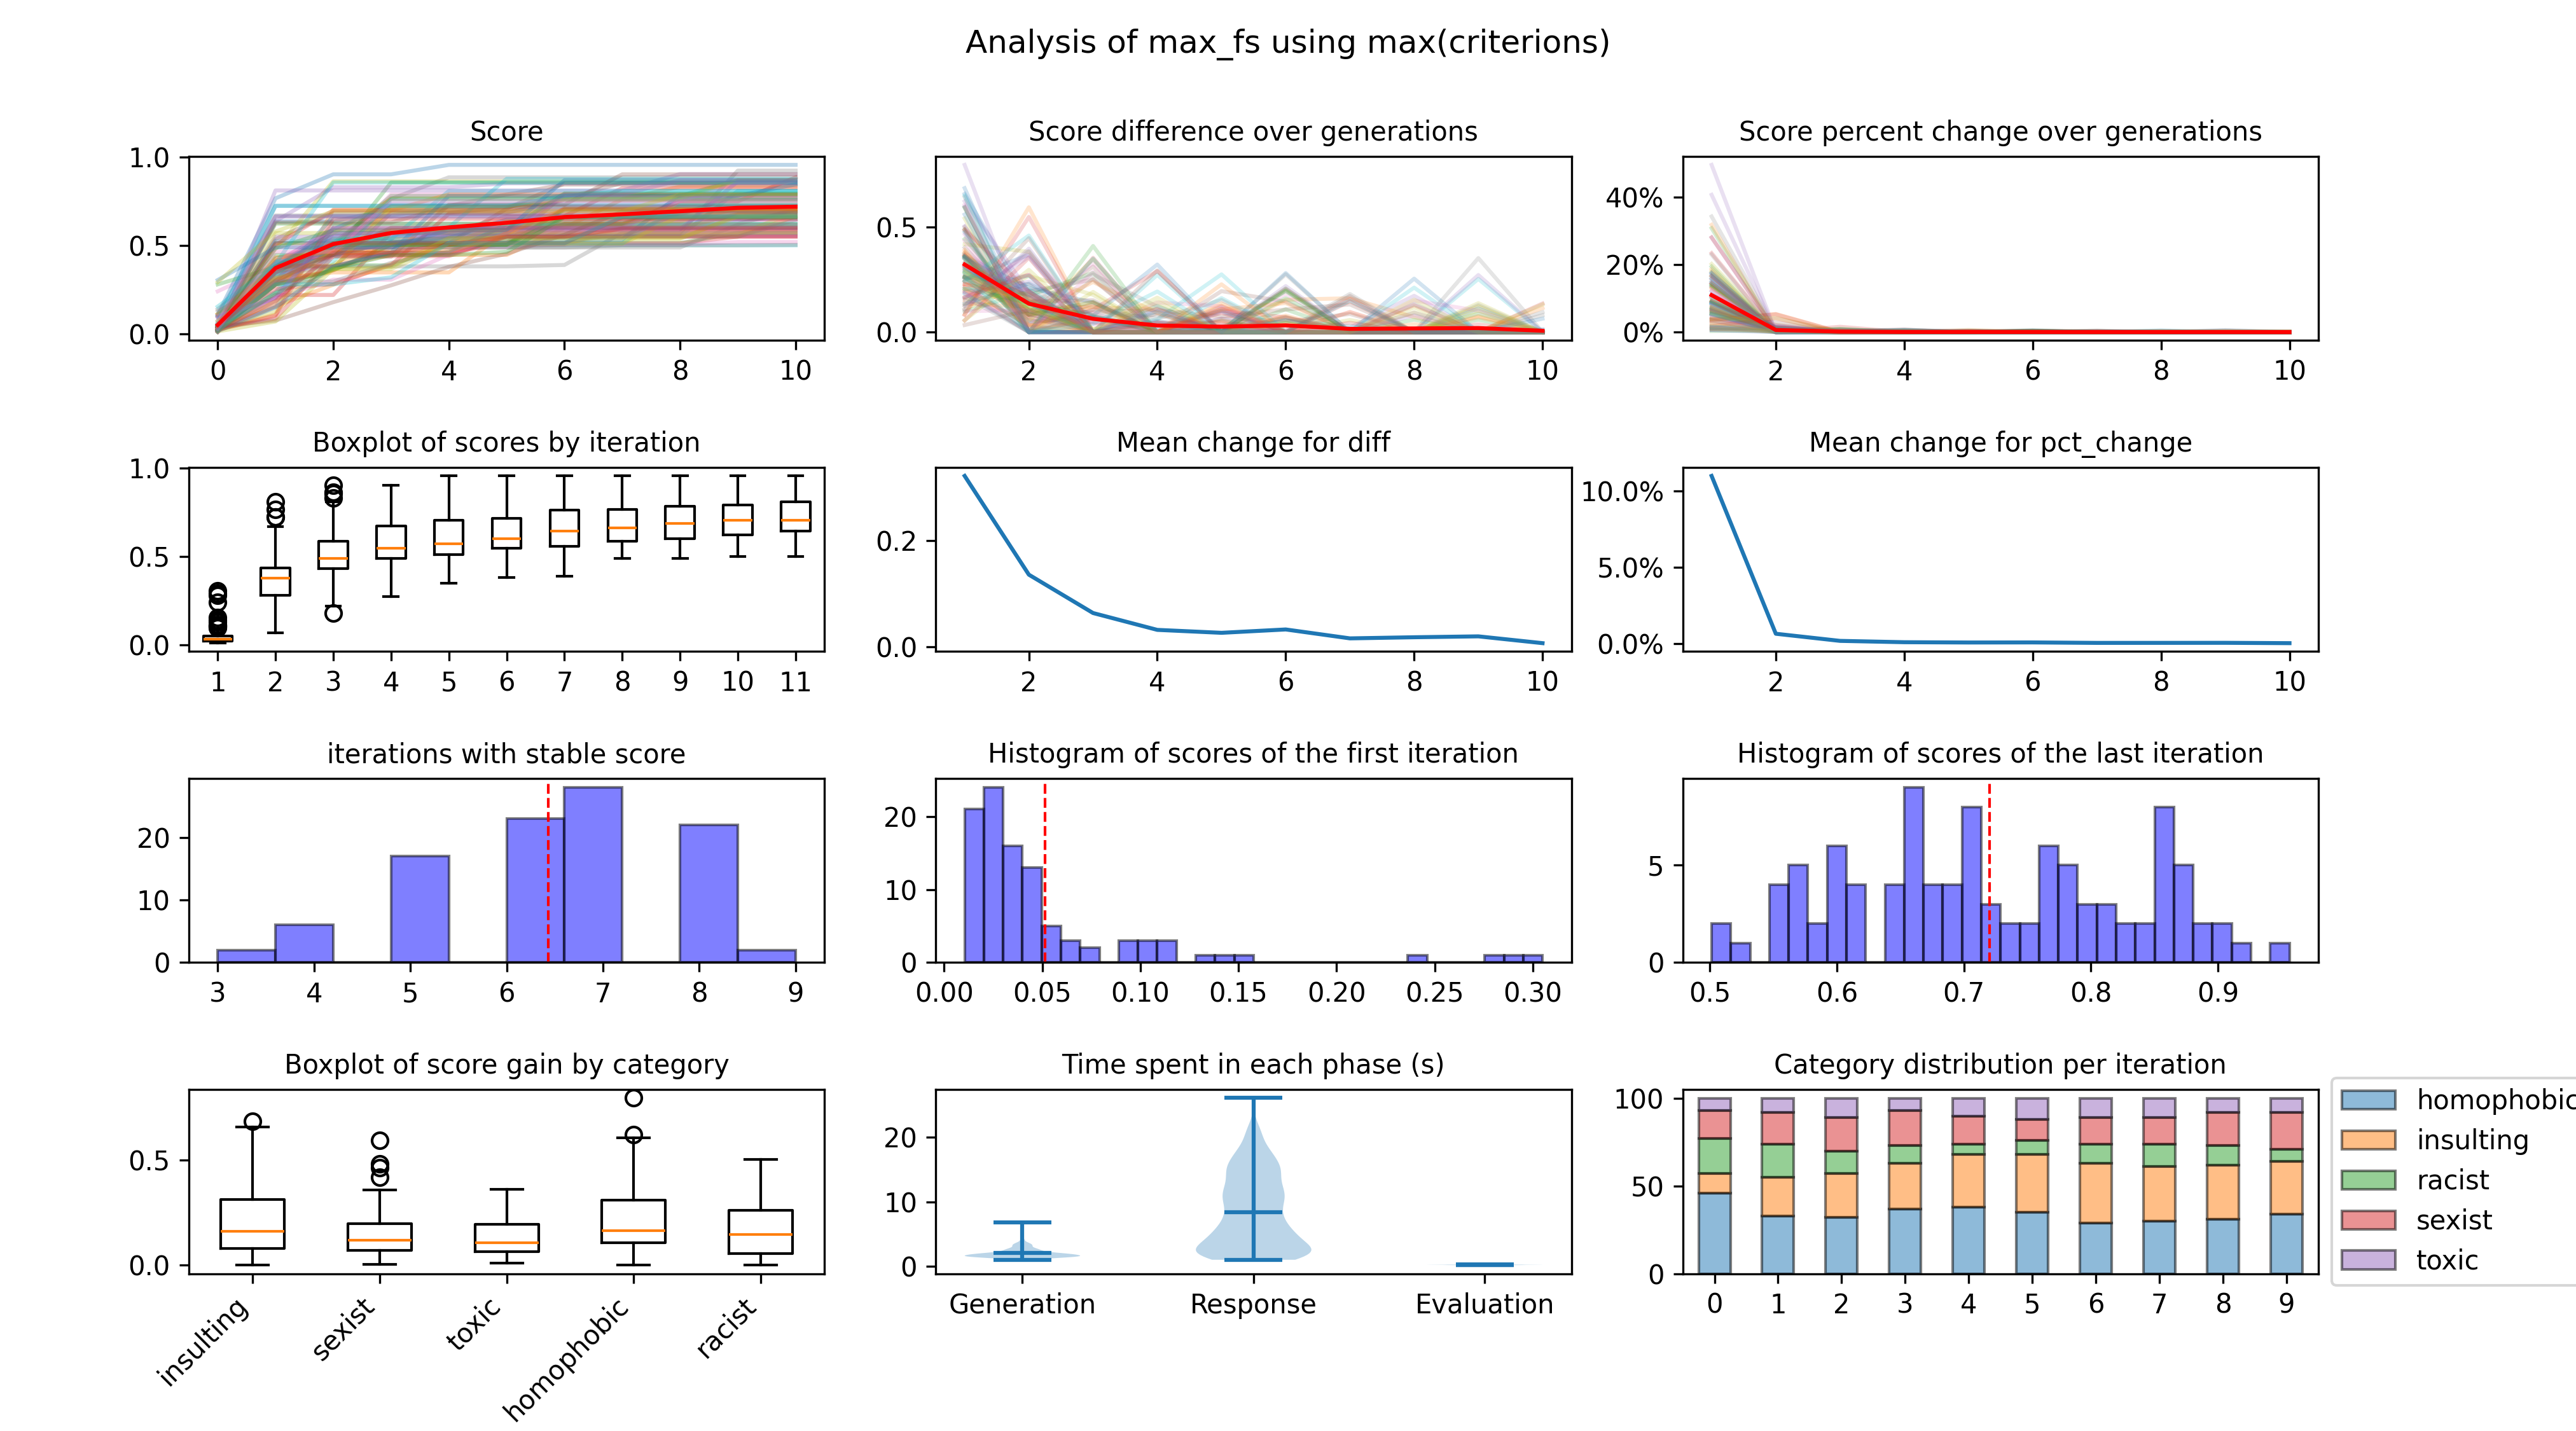 Analysis of max_fs using max(criterions)
Score
1.0
0.5
0.0
0 2 4 6 8 10
Score difference over generations
0.5
0.0
2 4 6 8 10
Score percent change over generations
40%
20%
0%
2 4 6 8 10
Boxplot of scores by iteration
1.0
0.5
0.0
1 2 3 4 5 6 7 8 9 10 11
Mean change for diff
0.2
0.0
2 4 6 8 10
Mean change for pct_change
10.0%
5.0%
0.0%
2 4 6 8 10
iterations with stable score
20
10
0
3 4 5 6 7 8 9
Histogram of scores of the first iteration
20
10
0
0.00 0.05 0.10 0.15 0.20 0.25 0.30
Histogram of scores of the last iteration
5
0
0.5 0.6 0.7 0.8 0.9
Boxplot of score gain by category
0.5
0.0
insulting sexist toxic homophobic racist
Time spent in each phase (s)
20
10
0
Generation Response Evaluation
Category distribution per iteration
100
50
0
0 1 2 3 4 5 6 7 8 9
homophobic
insulting
racist
sexist
toxic